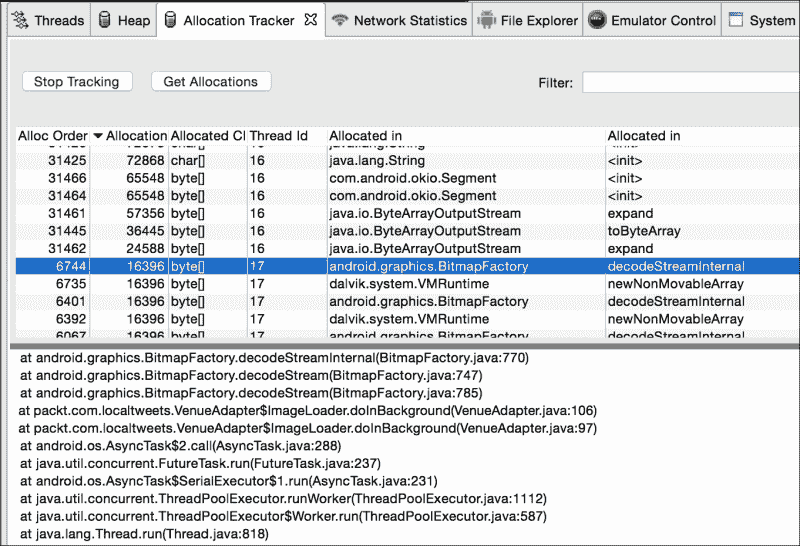 Threads Heap Allocation Tracker Network Statistics File Explorer Emulator Control System
Stop Tracking Get Allocations Filter:
Alloc Order Allocation Allocated Cl Thread Id Allocated in Allocated in
java.lang.String <init>
31425 72868 char[] 16 java.lang.String <init>
31466 65548 byte[] 16 com.android.okio.Segment <init>
31464 65548 byte[] 16 com.android.okio.Segment <init>
31461 57356 byte[] 16 java.io.ByteArrayOutputStream expand
31445 36445 byte[] 16 java.io.ByteArrayOutputStream toByteArray
31462 24588 byte[] 16 java.io.ByteArrayOutputStream expand
6744 16396 byte[] 17 android.graphics.BitmapFactory decodeStreamInternal
6735 16396 byte[] 17 dalvik.system.VMRuntime newNonMovableArray
6401 16396 byte[] 17 android.graphics.BitmapFactory decodeStreamInternal
6392 16396 byte[] 17 dalvik.system.VMRuntime newNonMovableArray
6067 16396 byte[] 17 android.graphics.BitmapFactory decodeStreamInternal
at android.graphics.BitmapFactory.decodeStreamInternal(BitmapFactory.java:770)
at android.graphics.BitmapFactory.decodeStream(BitmapFactory.java:747)
at android.graphics.BitmapFactory.decodeStream(BitmapFactory.java:785)
at packt.com.localtweets.VenueAdapter$ImageLoader.doInBackground(VenueAdapter.java:106)
at packt.com.localtweets.VenueAdapter$ImageLoader.doInBackground(VenueAdapter.java:97)
at android.os.AsyncTask$2.call(AsyncTask.java:288)
at java.util.concurrent.FutureTask.run(FutureTask.java:237)
at android.os.AsyncTask$SerialExecutor$1.run(AsyncTask.java:231)
at java.util.concurrent.ThreadPoolExecutor.runWorker(ThreadPoolExecutor.java:1112)
at java.util.concurrent.ThreadPoolExecutor$Worker.run(ThreadPoolExecutor.java:587)
at java.lang.Thread.run(Thread.java:818)